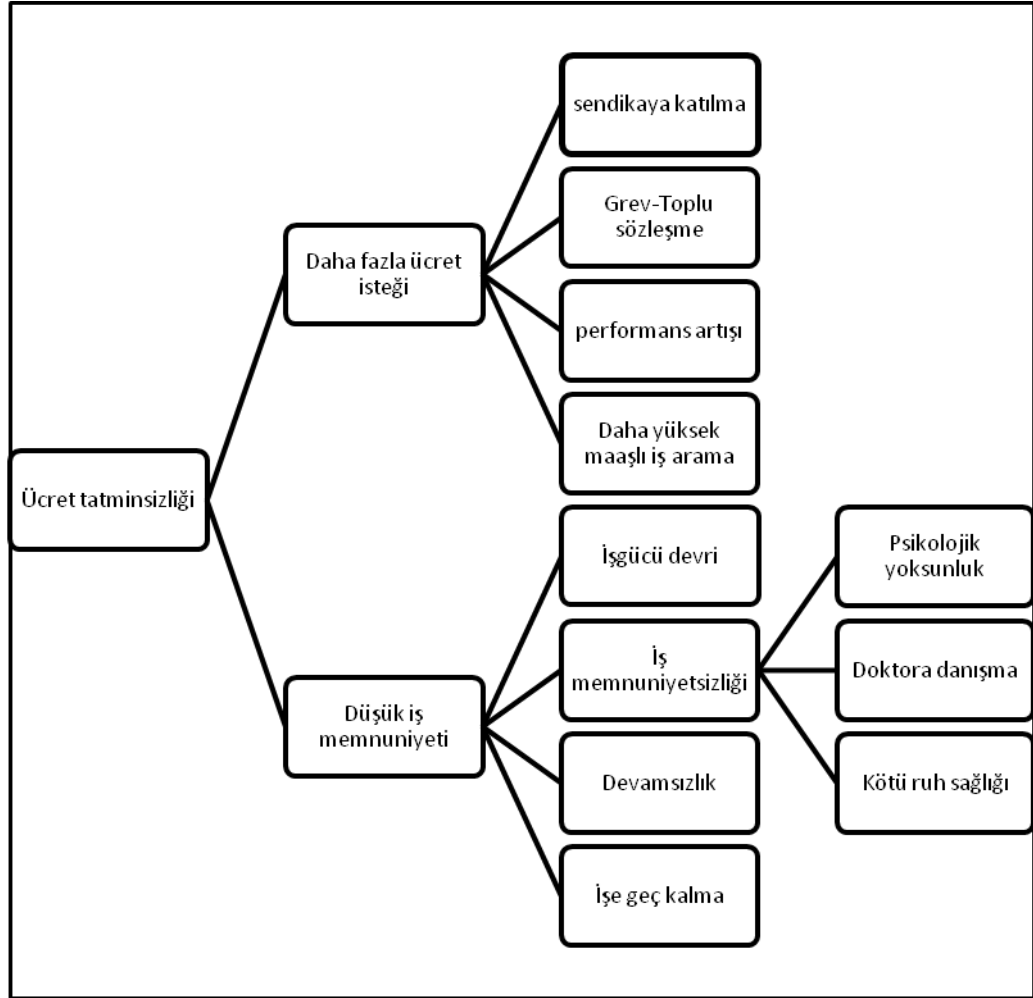 sendikaya katılma
Grev-Toplu
sözleşme
Daha fazla ücret
isteği
performans artışı
Daha yüksek
maaşlı iş arama
Ücret tatminsizliği
İşgücü devri
Psikolojik
yoksunluk
İş
memnuniyetsizliği
Doktora danışma
Düşük iş
memnuniyeti
Devamsızlık
Kötü ruh sağlığı
İşe geç kalma